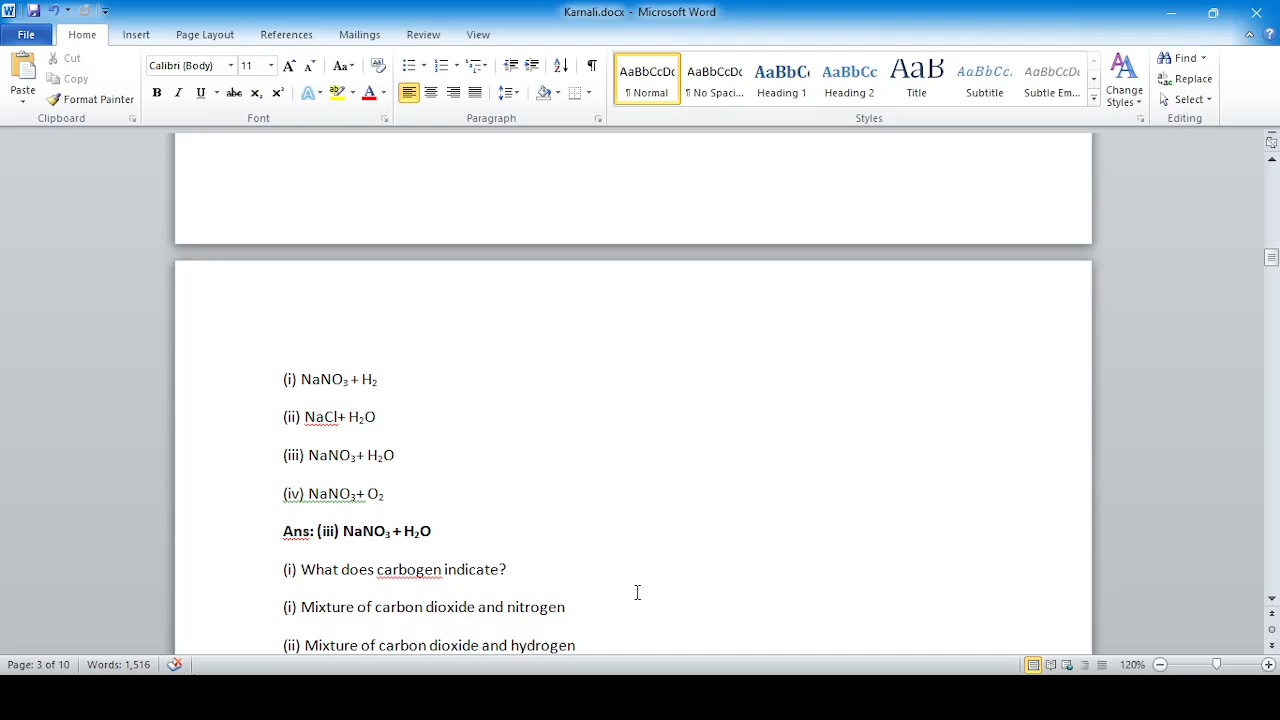 Karnali.docx - Microsoft Word
File Home Insert Page Layout References Mailings Review View
Paste
Cut
Copy
Format Painter
Clipboard
Calibri (Body) 11
Font
Paragraph
AaBbCcDc AaBbCcDc AaBbC AaBbCc AaB AaBbCc. AaBbCcDc
¶ Normal ¶ No Spaci... Heading 1 Heading 2 Title Subtitle Subtle Em...
Change Styles
Styles
Find
Replace
Select
Editing
(i) NaNO₃ + H₂
(ii) NaCl+ H₂O
(iii) NaNO₃+ H₂O
(iv) NaNO₃+ O₂
Ans: (iii) NaNO₃ + H₂O
(i) What does carbogen indicate?
(i) Mixture of carbon dioxide and nitrogen
(ii) Mixture of carbon dioxide and hydrogen
Page: 3 of 10 Words: 1,516 120%